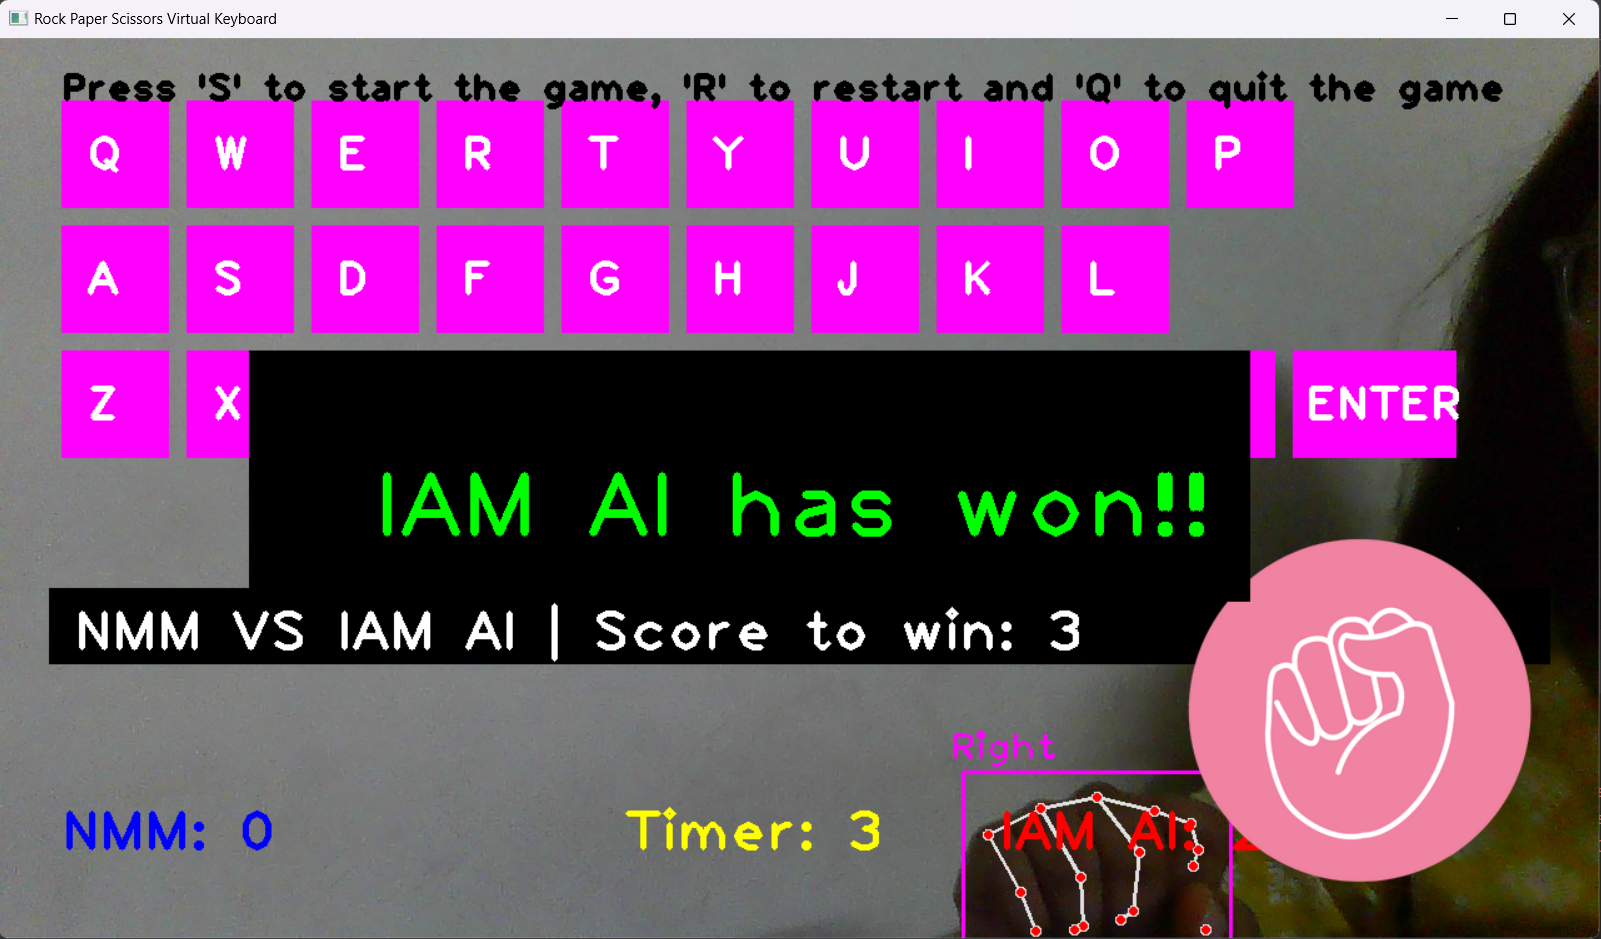 Rock Paper Scissors Virtual Keyboard
Press 'S' to start the game, 'R' to restart and 'Q' to quit the game
Q W E R T Y U I O P
A S D F G H J K L
Z X ENTER
IAM AI has won!!
NMM VS IAM AI | Score to win: 3
Right
NMM: 0 Timer: 3 IAM AI: